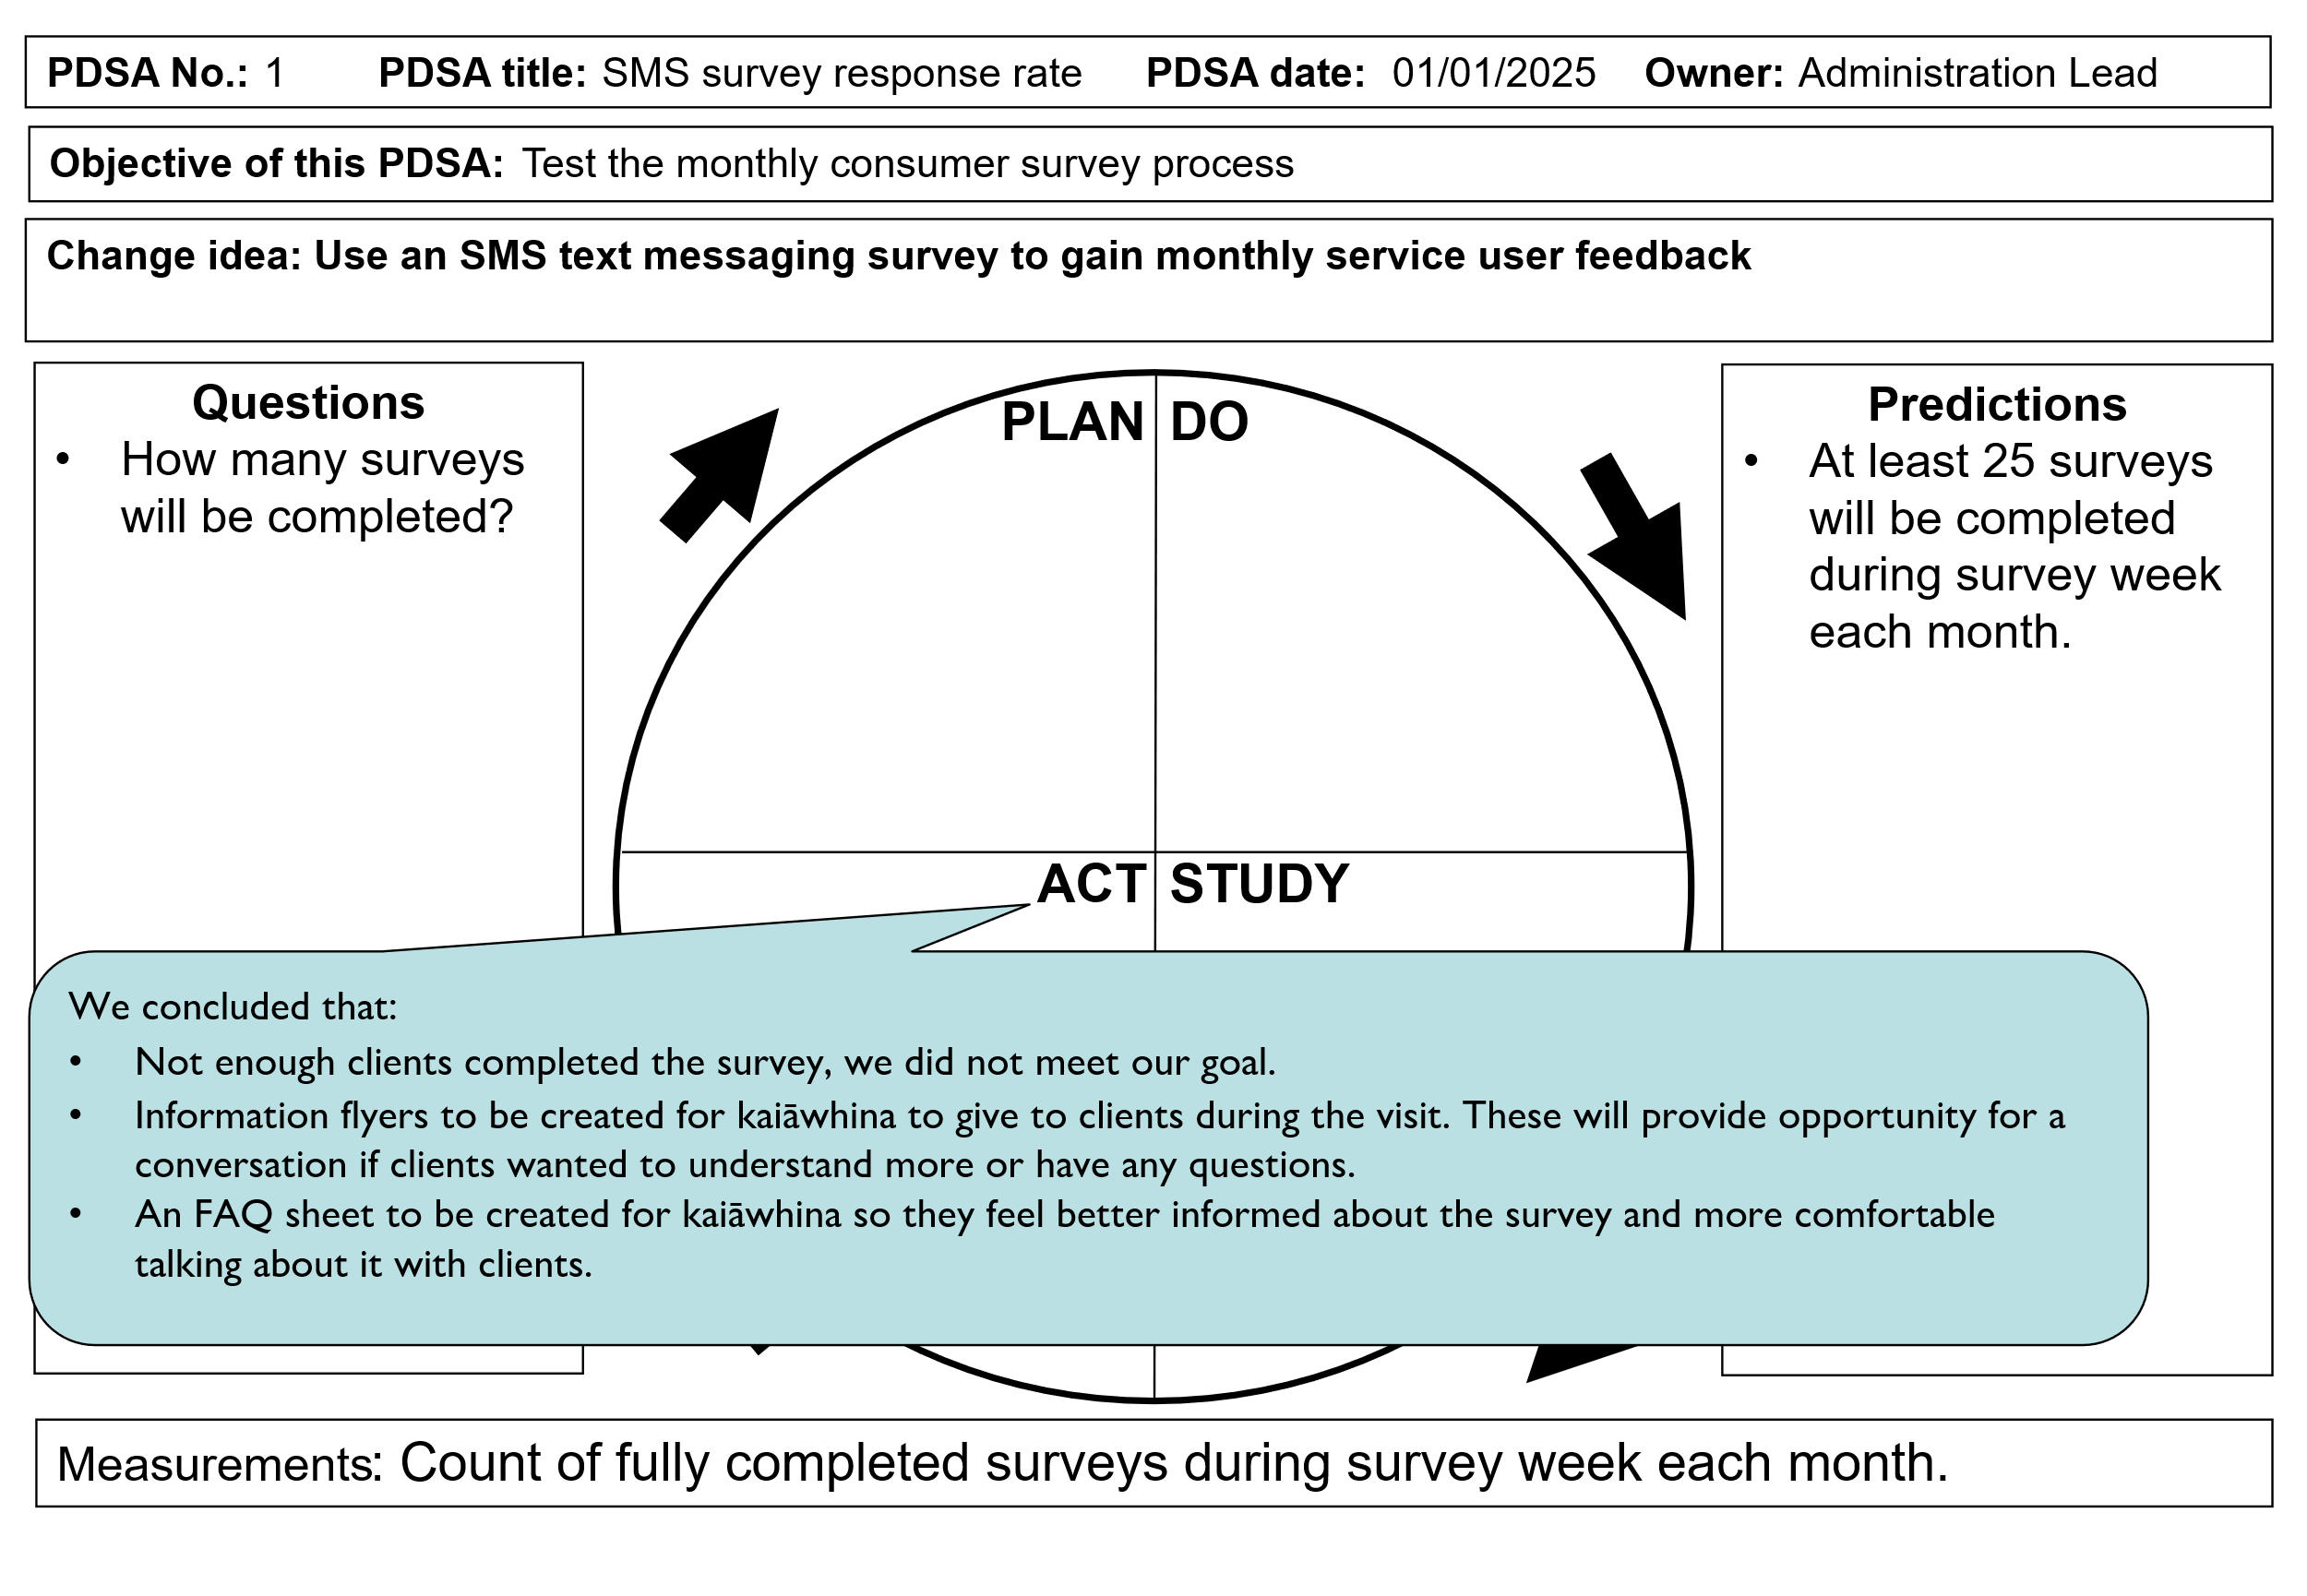 PDSA No.: 1 PDSA title: SMS survey response rate PDSA date: 01/01/2025 Owner: Administration Lead
Objective of this PDSA: Test the monthly consumer survey process
Change idea: Use an SMS text messaging survey to gain monthly service user feedback
Questions
• How many surveys
will be completed?
PLAN DO
Predictions
• At least 25 surveys
will be completed
during survey week
each month.
ACT STUDY
We concluded that:
• Not enough clients completed the survey, we did not meet our goal.
• Information flyers to be created for kaiāwhina to give to clients during the visit. These will provide opportunity for a
conversation if clients wanted to understand more or have any questions.
• An FAQ sheet to be created for kaiāwhina so they feel better informed about the survey and more comfortable
talking about it with clients.
Measurements: Count of fully completed surveys during survey week each month.